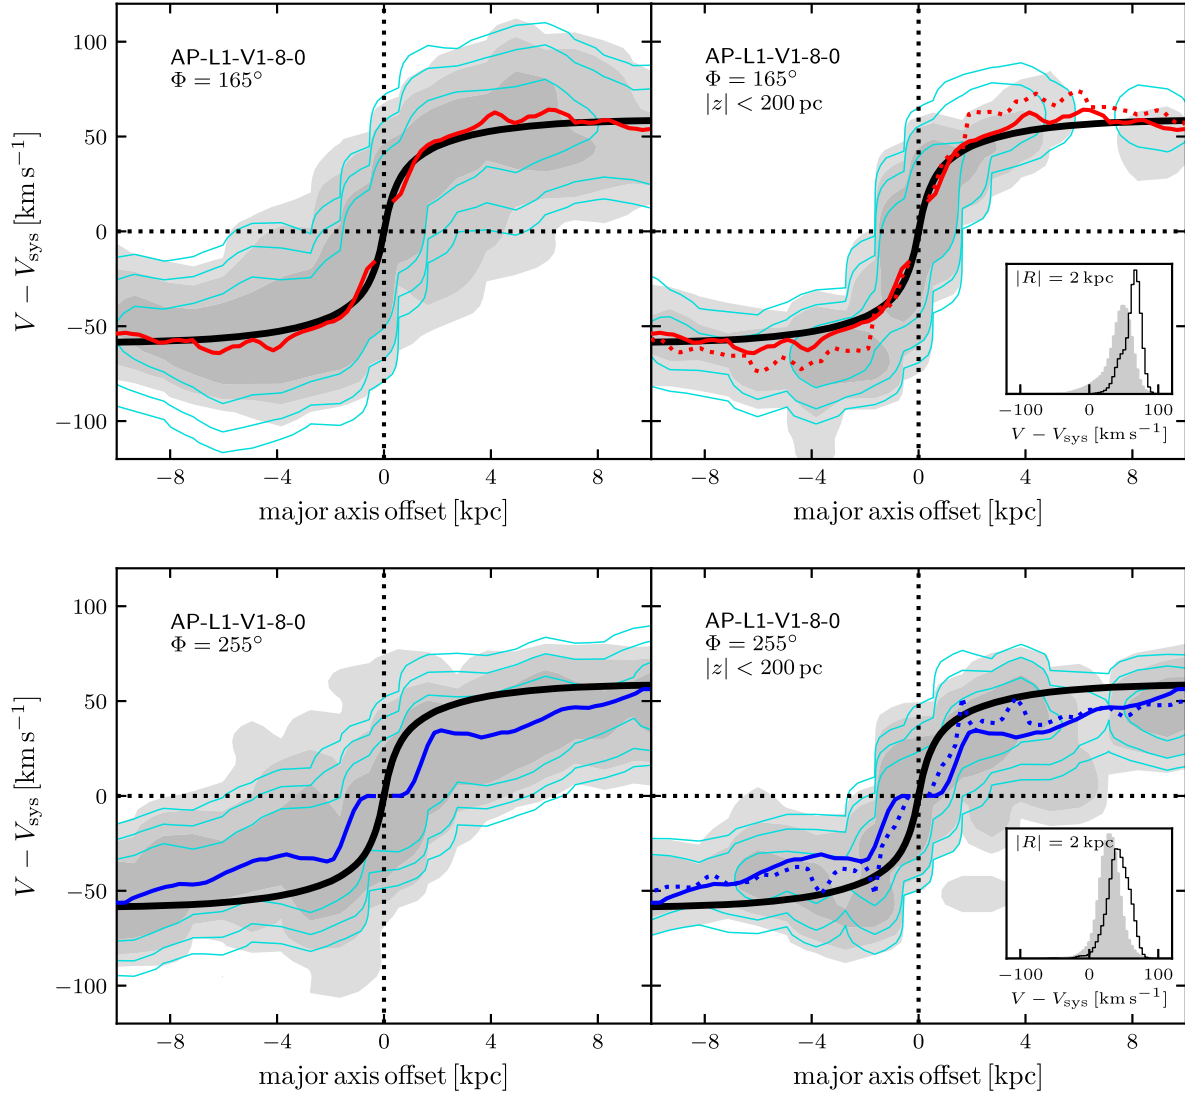 AP-L1-V1-8-0
Φ = 165°
100
50
0
−50
−100
V − V_sys [km s⁻¹]
−8 −4 0 4 8
major axis offset [kpc]
AP-L1-V1-8-0
Φ = 165°
|z| < 200 pc
|R| = 2 kpc
−100 0 100
V − V_sys [km s⁻¹]
−8 −4 0 4 8
major axis offset [kpc]
AP-L1-V1-8-0
Φ = 255°
100
50
0
−50
−100
V − V_sys [km s⁻¹]
−8 −4 0 4 8
major axis offset [kpc]
AP-L1-V1-8-0
Φ = 255°
|z| < 200 pc
|R| = 2 kpc
−100 0 100
V − V_sys [km s⁻¹]
−8 −4 0 4 8
major axis offset [kpc]